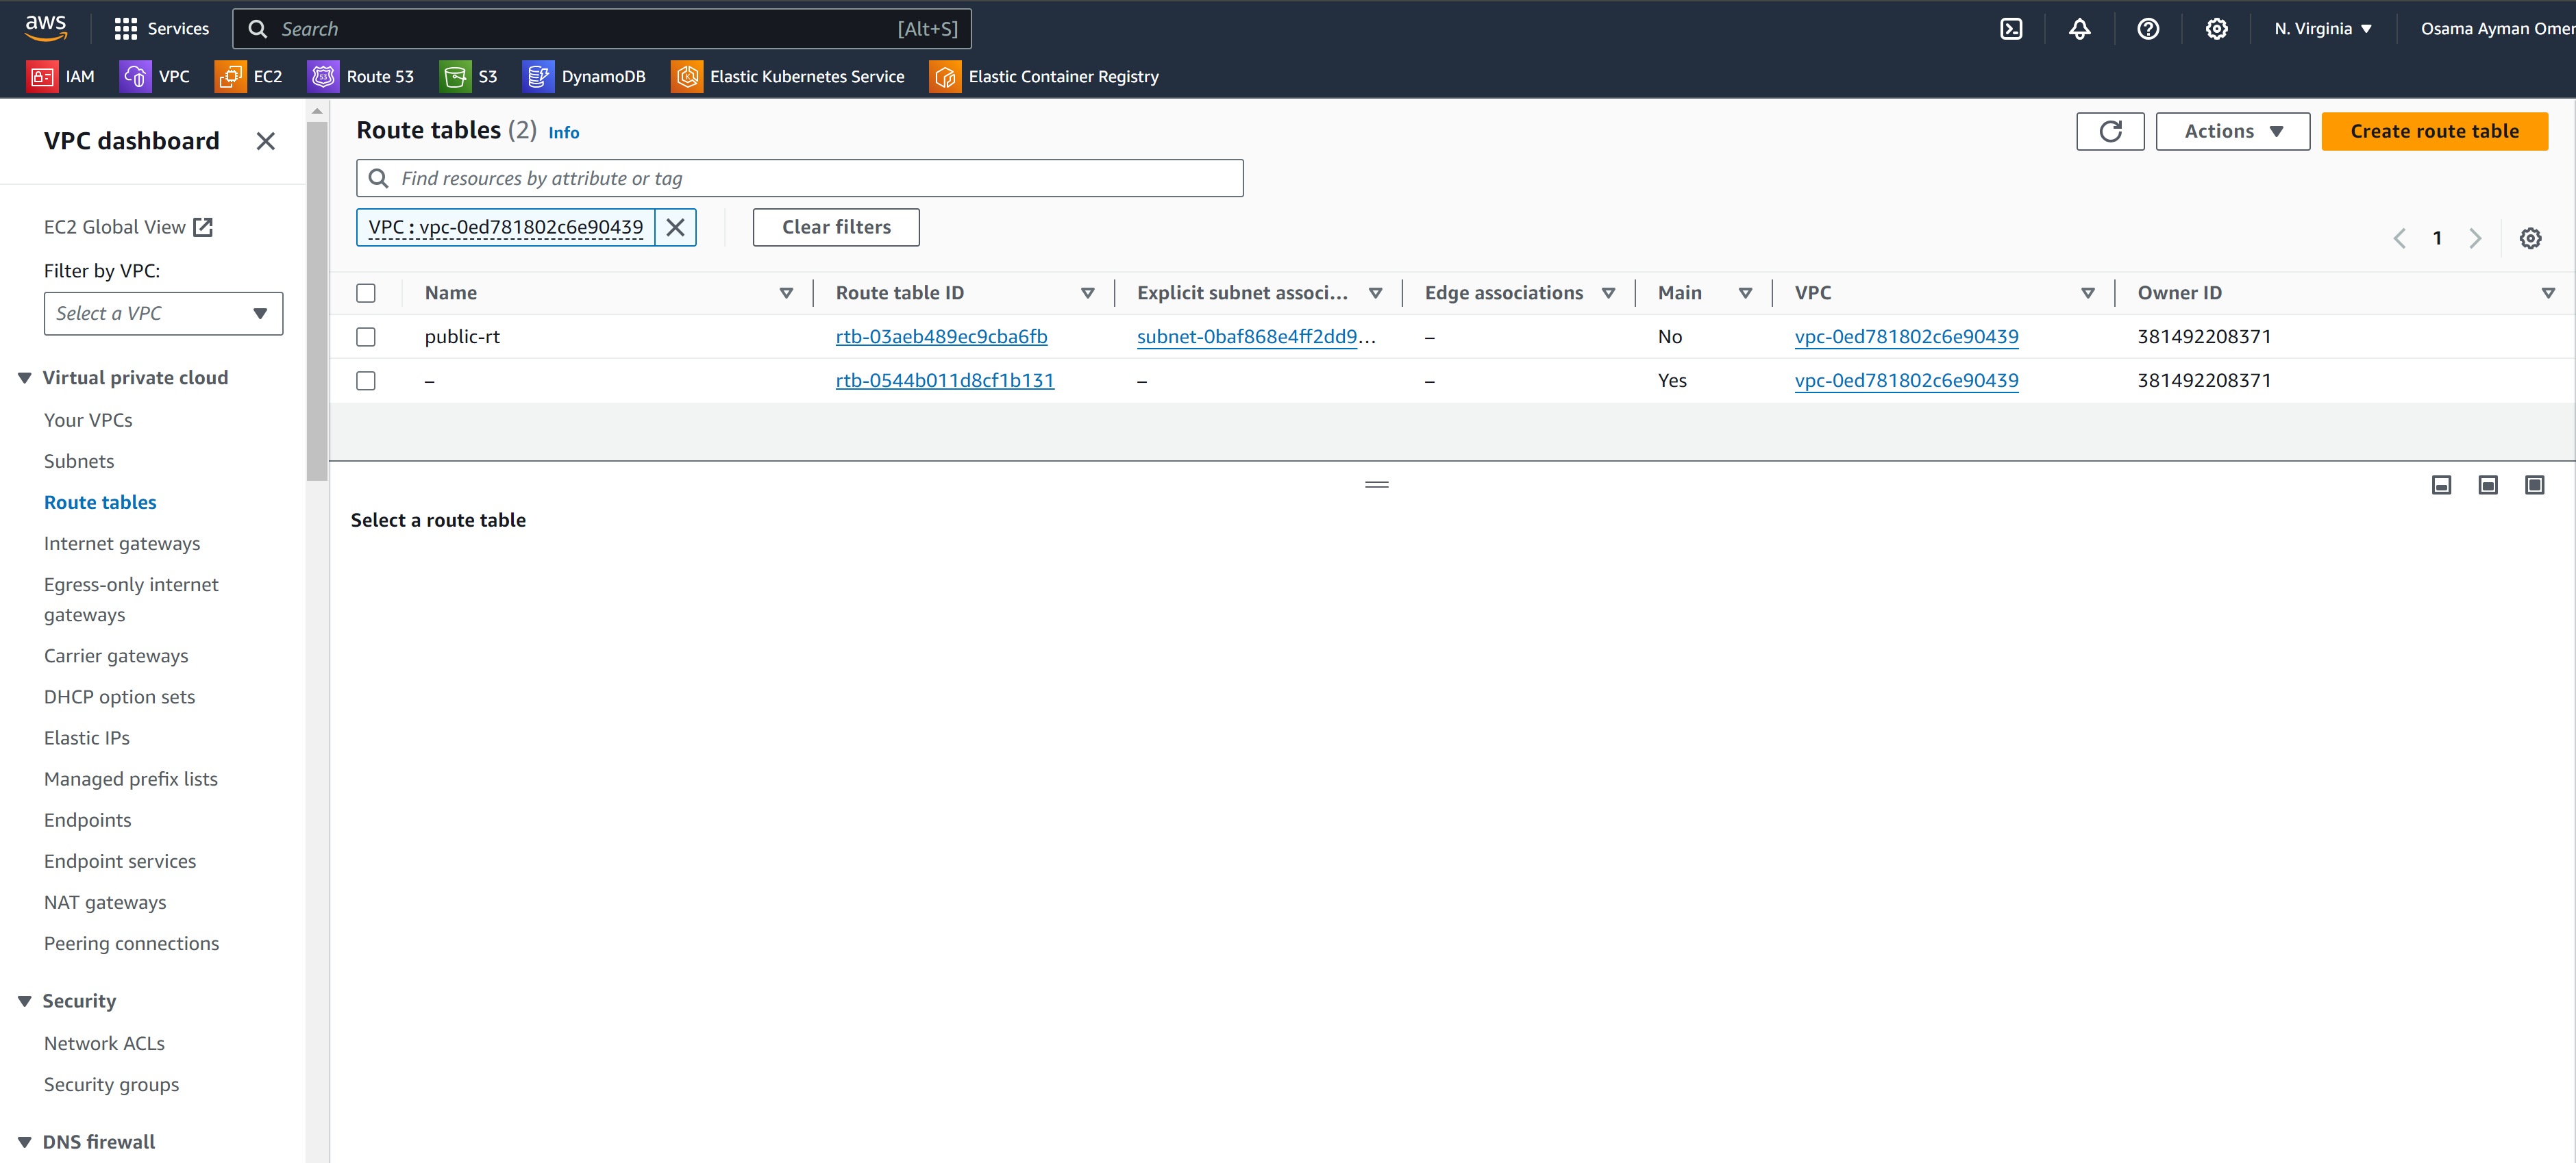 aws
Services
Search [Alt+S]
N. Virginia
Osama Ayman Omer
IAM VPC EC2 Route 53 S3 DynamoDB Elastic Kubernetes Service Elastic Container Registry
VPC dashboard
EC2 Global View
Filter by VPC:
Select a VPC
Virtual private cloud
Your VPCs
Subnets
Route tables
Internet gateways
Egress-only internet
gateways
Carrier gateways
DHCP option sets
Elastic IPs
Managed prefix lists
Endpoints
Endpoint services
NAT gateways
Peering connections
Security
Network ACLs
Security groups
DNS firewall
Route tables (2) Info
Actions
Create route table
Find resources by attribute or tag
VPC : vpc-0ed781802c6e90439
Clear filters
1
Name Route table ID Explicit subnet associ... Edge associations Main VPC Owner ID
public-rt rtb-03aeb489ec9cba6fb subnet-0baf868e4ff2dd9... – No vpc-0ed781802c6e90439 381492208371
– rtb-0544b011d8cf1b131 – – Yes vpc-0ed781802c6e90439 381492208371
Select a route table